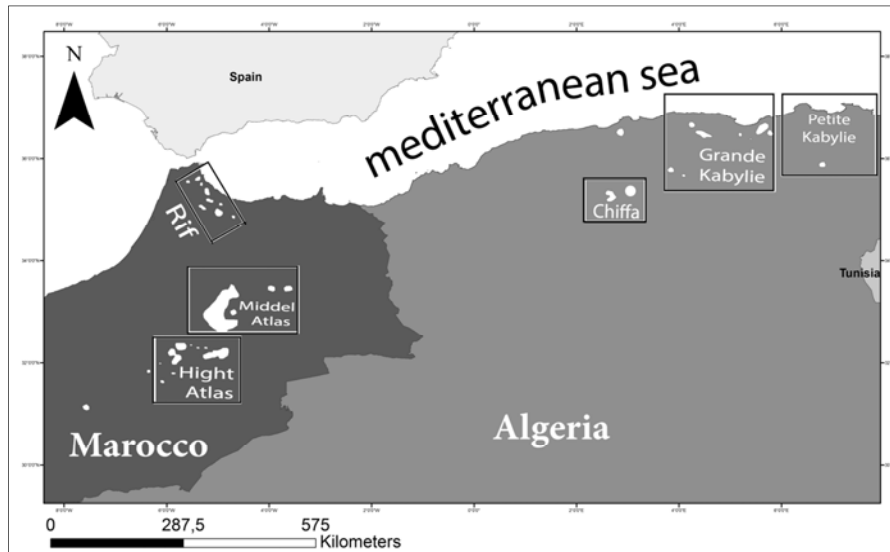 N
Spain
mediterranean sea
Petite
Kabylie
Grande
Kabylie
Chiffa
Rif
Tunisia
Middel
Atlas
Hight
Atlas
Marocco
Algeria
0 287,5 575
Kilometers